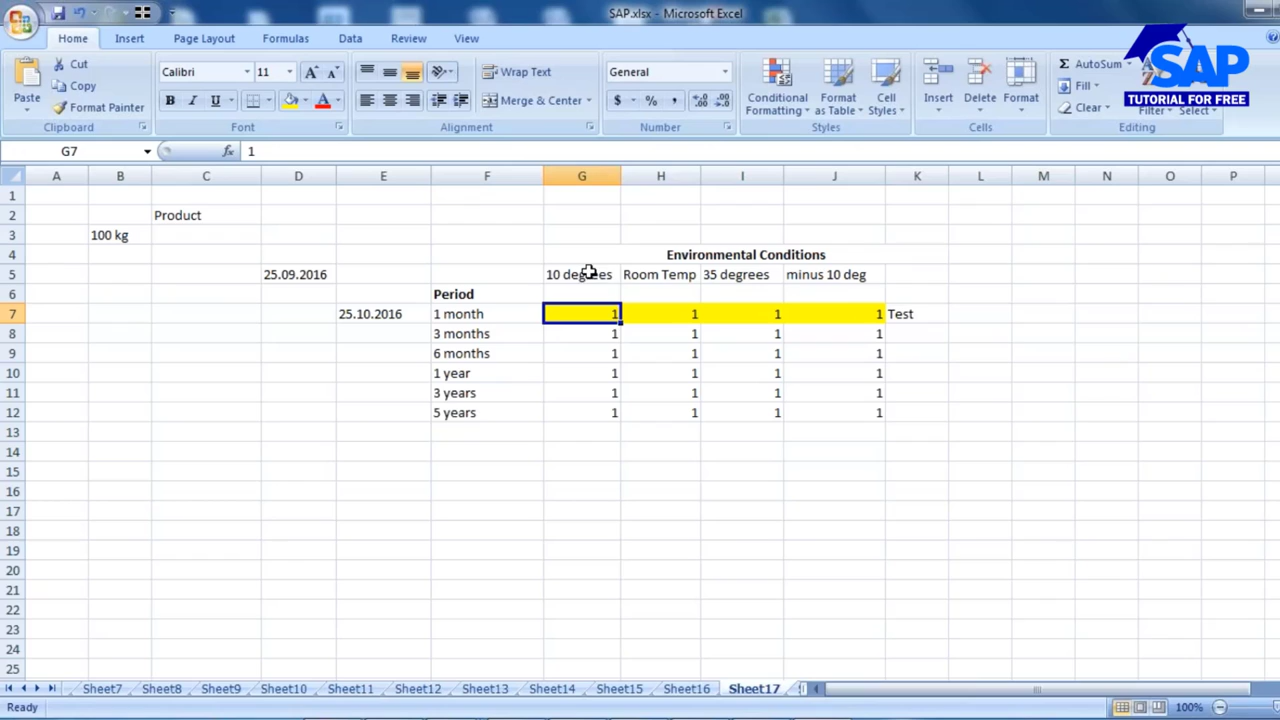 SAP.xlsx - Microsoft Excel
Home Insert Page Layout Formulas Data Review View
Paste Cut Copy Format Painter Clipboard
Calibri 11 B I U Font
Wrap Text Merge & Center Alignment
General $ % , Number
Conditional Formatting Format as Table Cell Styles Styles
Insert Delete Format Cells
Σ AutoSum Fill Clear Filter Select Editing
SAP
TUTORIAL FOR FREE
G7 fx 1
A B C D E F G H I J K L M N O P
1
2 Product
3 100 kg
4 Environmental Conditions
5 25.09.2016 10 degrees Room Temp 35 degrees minus 10 deg
6 Period
7 25.10.2016 1 month 1 1 1 1 Test
8 3 months 1 1 1 1
9 6 months 1 1 1 1
10 1 year 1 1 1 1
11 3 years 1 1 1 1
12 5 years 1 1 1 1
13
14
15
16
17
18
19
20
21
22
23
24
25
Sheet7 Sheet8 Sheet9 Sheet10 Sheet11 Sheet12 Sheet13 Sheet14 Sheet15 Sheet16 Sheet17
Ready 100%